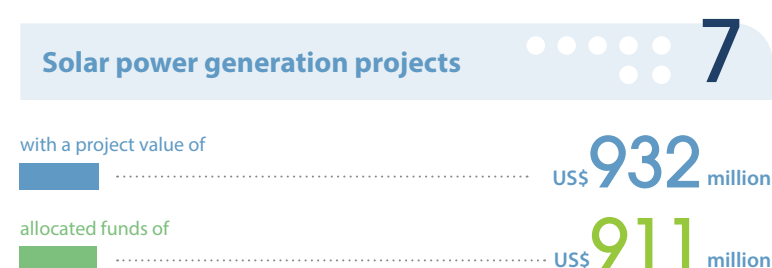 Solar power generation projects 7
with a project value of
US$ 932 million
allocated funds of
US$ 911 million